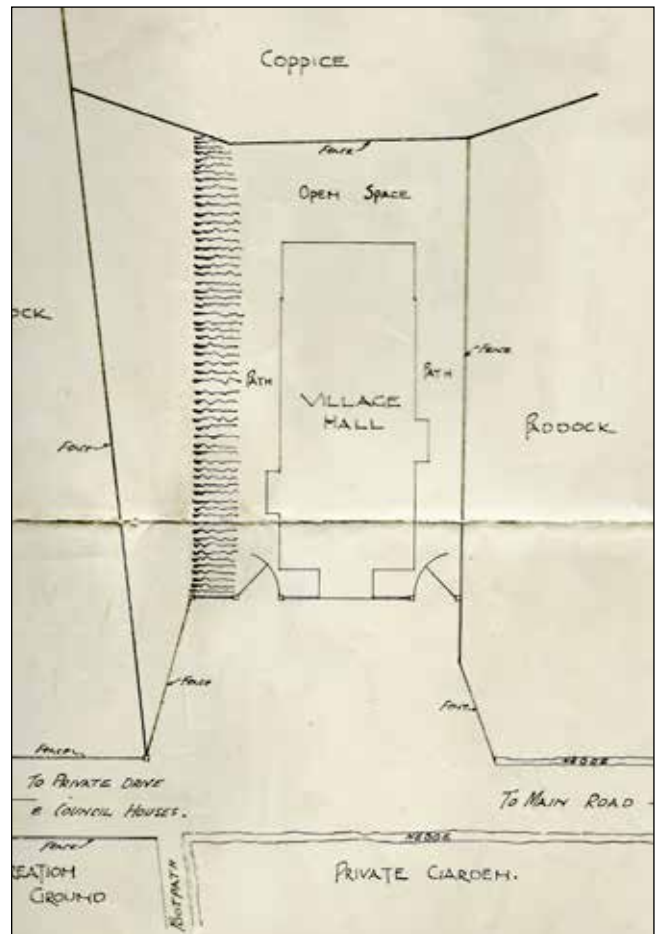 COPPICE
FENCE
OPEN SPACE
OCK
FENCE
PATH
PATH
VILLAGE
HALL
PADDOCK
FENCE
FENCE
FENCE
FENCE
HEDGE
TO PRIVATE DRIVE
& COUNCIL HOUSES.
TO MAIN ROAD
FENCE
HEDGE
EATION
GROUND
FOOTPATH
PRIVATE GARDEN.